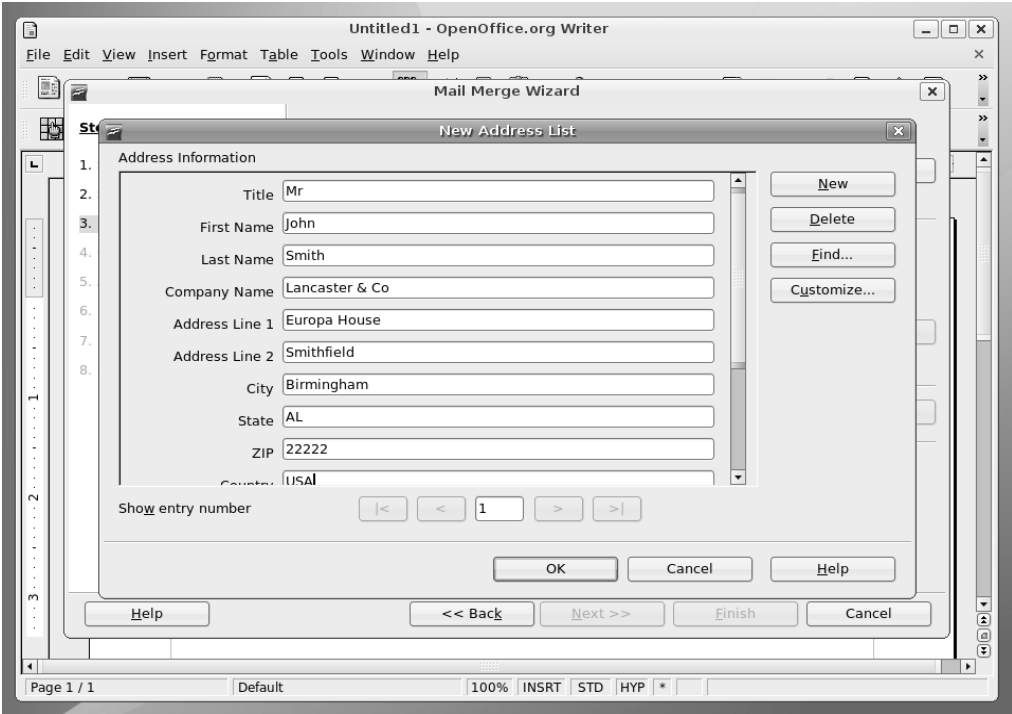 Untitled1 - OpenOffice.org Writer
File Edit View Insert Format Table Tools Window Help
Mail Merge Wizard
New Address List
1.
2.
3.
4.
5.
6.
7.
8.
Address Information
Title Mr
First Name John
Last Name Smith
Company Name Lancaster & Co
Address Line 1 Europa House
Address Line 2 Smithfield
City Birmingham
State AL
ZIP 22222
Country USA
New
Delete
Find...
Customize...
Show entry number |< < 1 > >|
OK Cancel Help
Help << Back Next >> Finish Cancel
1
2
3
Page 1 / 1 Default 100% INSRT STD HYP *